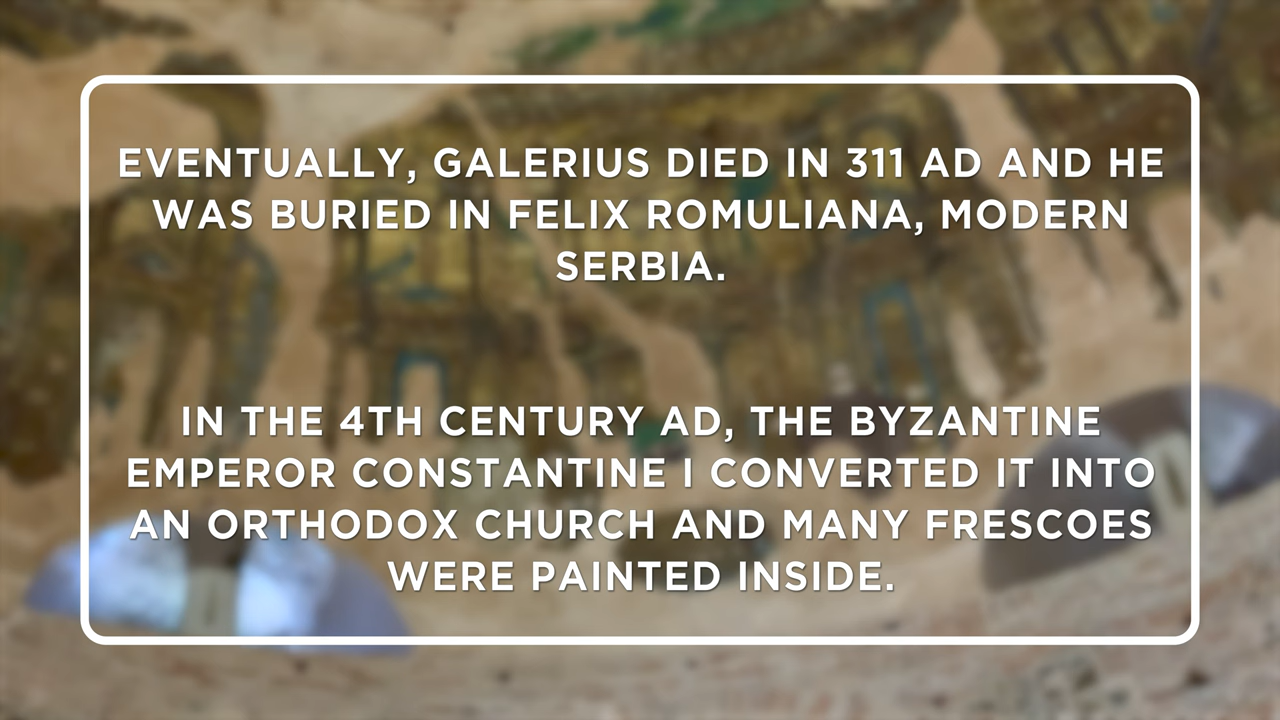 EVENTUALLY, GALERIUS DIED IN 311 AD AND HE
WAS BURIED IN FELIX ROMULIANA, MODERN
SERBIA.
IN THE 4TH CENTURY AD, THE BYZANTINE
EMPEROR CONSTANTINE I CONVERTED IT INTO
AN ORTHODOX CHURCH AND MANY FRESCOES
WERE PAINTED INSIDE.